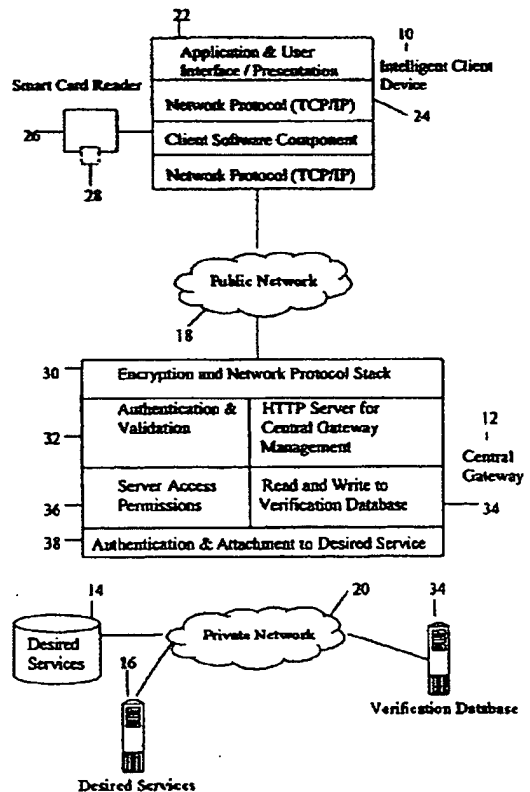 22
10
Application & User
Interface / Presentation
Intelligent Client
Device
Smart Card Reader
Network Protocol (TCP/IP)
24
26
Client Software Component
28
Network Protocol (TCP/IP)
Public Network
18
30
Encryption and Network Protocol Stack
Authentication &
Validation
HTTP Server for
Central Gateway
Management
12
32
Central
Gateway
Server Access
Permissions
Read and Write to
Verification Database
36
34
38
Authentication & Attachment to Desired Service
14
20
34
Private Network
Desired
Services
16
Verification Database
Desired Services